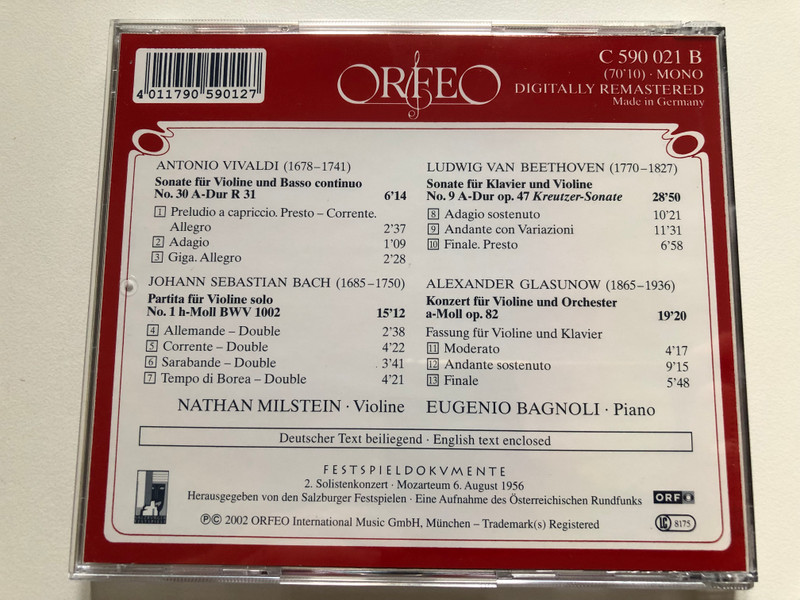 4 011790 590127
ORFEO
C 590 021 B
(70'10) · MONO
DIGITALLY REMASTERED
Made in Germany
ANTONIO VIVALDI (1678–1741)
Sonate für Violine und Basso continuo
No. 30 A-Dur R 31 6'14
1 Preludio a capriccio. Presto – Corrente.
Allegro 2'37
2 Adagio 1'09
3 Giga. Allegro 2'28
JOHANN SEBASTIAN BACH (1685–1750)
Partita für Violine solo
No. 1 h-Moll BWV 1002 15'12
4 Allemande – Double 2'38
5 Corrente – Double 4'22
6 Sarabande – Double 3'41
7 Tempo di Borea – Double 4'21
LUDWIG VAN BEETHOVEN (1770–1827)
Sonate für Klavier und Violine
No. 9 A-Dur op. 47 Kreutzer-Sonate 28'50
8 Adagio sostenuto 10'21
9 Andante con Variazioni 11'31
10 Finale. Presto 6'58
ALEXANDER GLASUNOW (1865–1936)
Konzert für Violine und Orchester
a-Moll op. 82 19'20
Fassung für Violine und Klavier
11 Moderato 4'17
12 Andante sostenuto 9'15
13 Finale 5'48
NATHAN MILSTEIN · Violine EUGENIO BAGNOLI · Piano
Deutscher Text beiliegend · English text enclosed
FESTSPIELDOKVMENTE
2. Solistenkonzert · Mozarteum 6. August 1956
Herausgegeben von den Salzburger Festspielen · Eine Aufnahme des Österreichischen Rundfunks ORF
℗© 2002 ORFEO International Music GmbH, München – Trademark(s) Registered
LC 8175